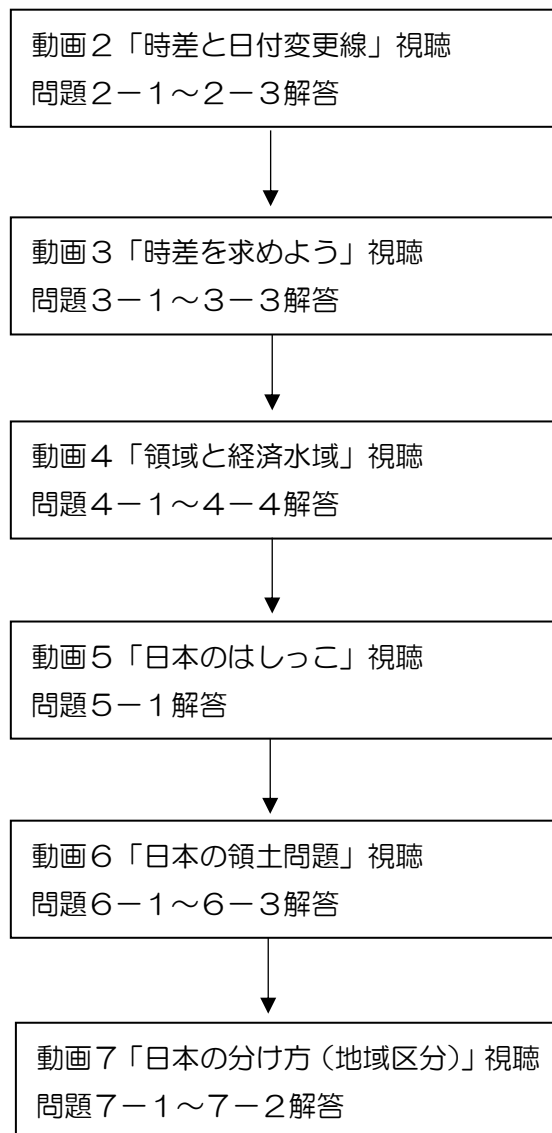 動画２「時差と日付変更線」視聴
問題２－１～２－３解答
動画３「時差を求めよう」視聴
問題３－１～３－３解答
動画４「領域と経済水域」視聴
問題４－１～４－４解答
動画５「日本のはしっこ」視聴
問題５－１解答
動画６「日本の領土問題」視聴
問題６－１～６－３解答
動画７「日本の分け方（地域区分）」視聴
問題７－１～７－２解答